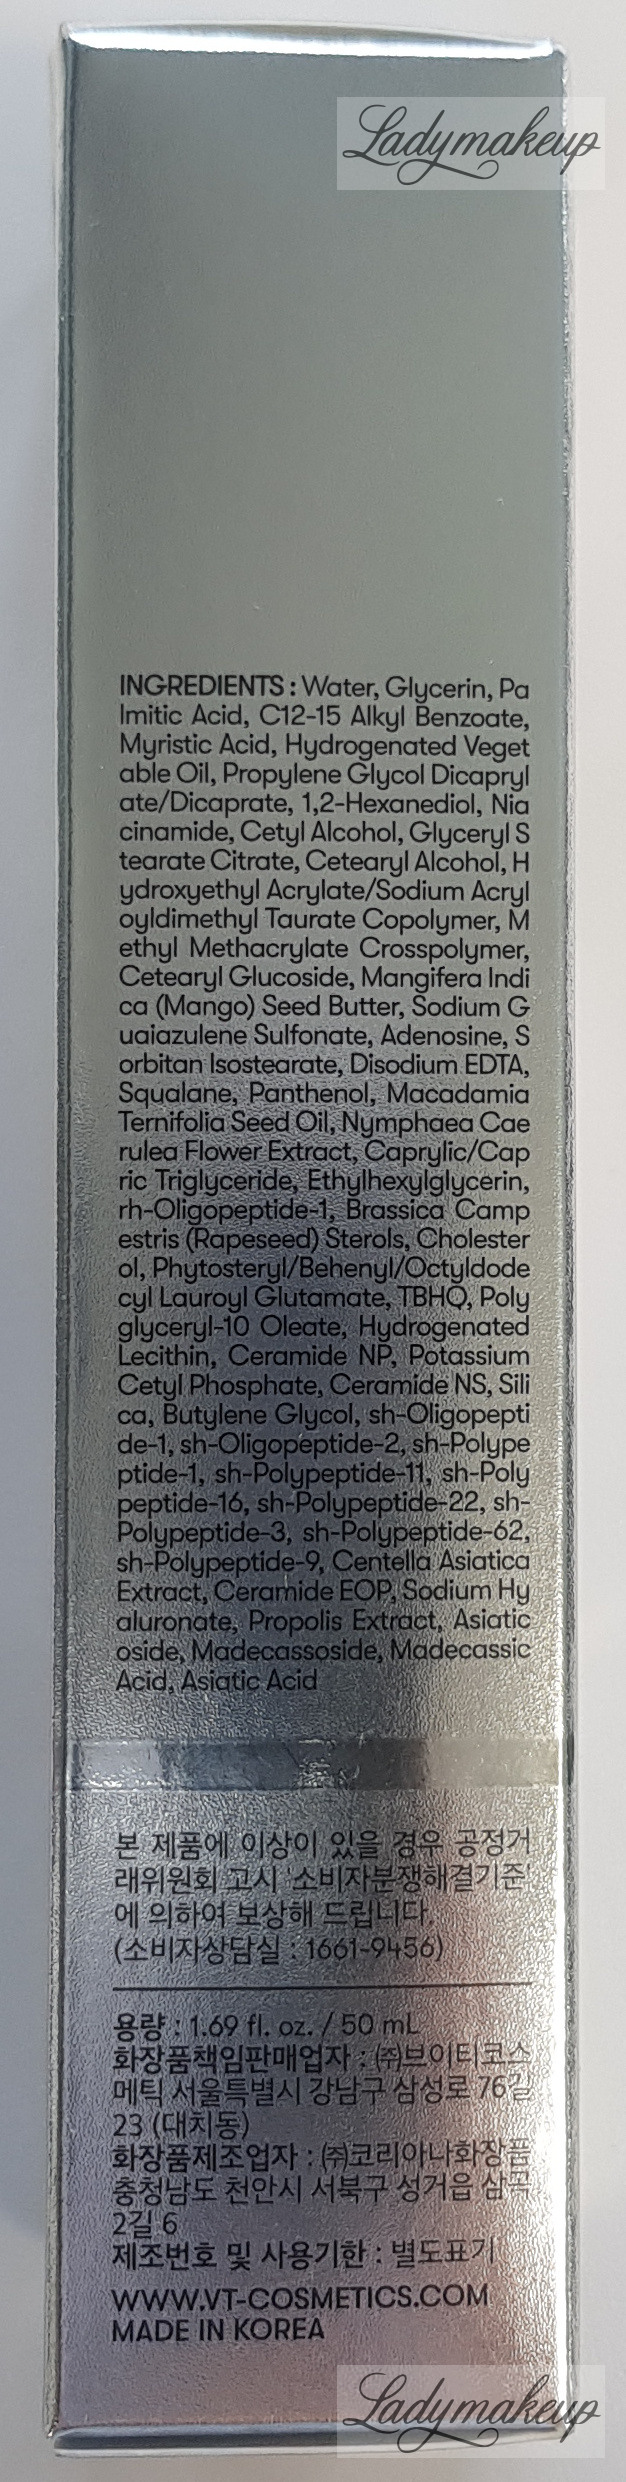 Ladymakeup
INGREDIENTS : Water, Glycerin, Pa
lmitic Acid, C12-15 Alkyl Benzoate,
Myristic Acid, Hydrogenated Veget
able Oil, Propylene Glycol Dicapryl
ate/Dicaprate, 1,2-Hexanediol, Nia
cinamide, Cetyl Alcohol, Glyceryl S
tearate Citrate, Cetearyl Alcohol, H
ydroxyethyl Acrylate/Sodium Acryl
oyldimethyl Taurate Copolymer, M
ethyl Methacrylate Crosspolymer,
Cetearyl Glucoside, Mangifera Indi
ca (Mango) Seed Butter, Sodium G
uaiazulene Sulfonate, Adenosine, S
orbitan Isostearate, Disodium EDTA,
Squalane, Panthenol, Macadamia
Ternifolia Seed Oil, Nymphaea Cae
rulea Flower Extract, Caprylic/Cap
ric Triglyceride, Ethylhexylglycerin,
rh-Oligopeptide-1, Brassica Camp
estris (Rapeseed) Sterols, Cholester
ol, Phytosteryl/Behenyl/Octyldode
cyl Lauroyl Glutamate, TBHQ, Poly
glyceryl-10 Oleate, Hydrogenated
Lecithin, Ceramide NP, Potassium
Cetyl Phosphate, Ceramide NS, Sili
ca, Butylene Glycol, sh-Oligopepti
de-1, sh-Oligopeptide-2, sh-Polype
ptide-1, sh-Polypeptide-11, sh-Poly
peptide-16, sh-Polypeptide-22, sh-
Polypeptide-3, sh-Polypeptide-62,
sh-Polypeptide-9, Centella Asiatica
Extract, Ceramide EOP, Sodium Hy
aluronate, Propolis Extract, Asiatic
oside, Madecassoside, Madecassic
Acid, Asiatic Acid
본 제품에 이상이 있을 경우 공정거
래위원회 고시 '소비자분쟁해결기준'
에 의하여 보상해 드립니다.
(소비자상담실 : 1661-9456)
용량 : 1.69 fl. oz. / 50 mL
화장품책임판매업자 : ㈜브이티코스
메틱 서울특별시 강남구 삼성로 76길
23 (대치동)
화장품제조업자 : ㈜코리아나화장품
충청남도 천안시 서북구 성거읍 삼곡
2길 6
제조번호 및 사용기한 : 별도표기
WWW.VT-COSMETICS.COM
MADE IN KOREA
Ladymakeup